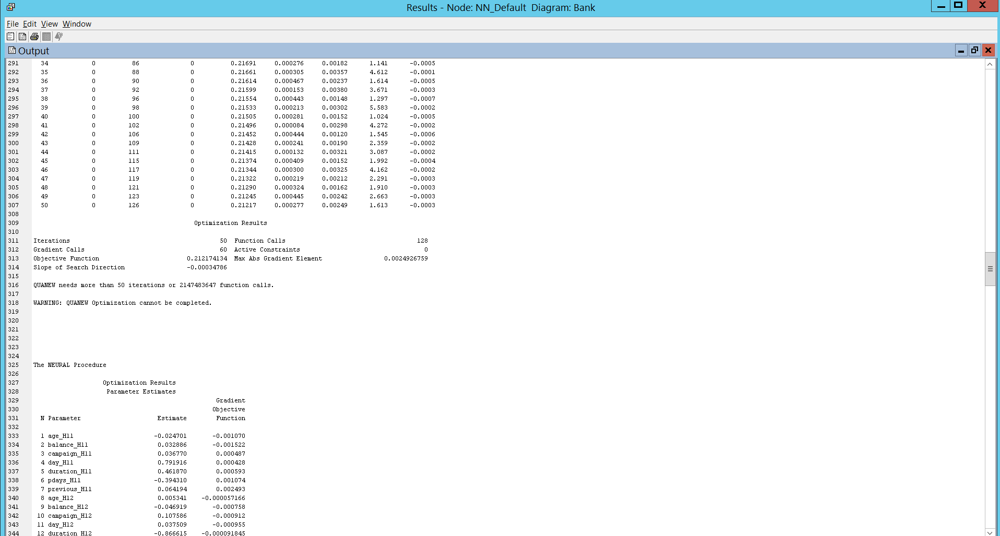 Results - Node: NN_Default Diagram: Bank
File Edit View Window
Output
291 34 0 86 0 0.21691 0.000276 0.00182 1.141 -0.0005
292 35 0 88 0 0.21661 0.000305 0.00357 4.612 -0.0001
293 36 0 90 0 0.21614 0.000467 0.00237 1.614 -0.0005
294 37 0 92 0 0.21599 0.000153 0.00380 3.671 -0.0003
295 38 0 96 0 0.21554 0.000443 0.00148 1.297 -0.0007
296 39 0 98 0 0.21533 0.000213 0.00302 5.583 -0.0002
297 40 0 100 0 0.21505 0.000281 0.00152 1.024 -0.0005
298 41 0 102 0 0.21496 0.000084 0.00298 4.272 -0.0002
299 42 0 106 0 0.21452 0.000444 0.00120 1.545 -0.0006
300 43 0 109 0 0.21428 0.000241 0.00190 2.359 -0.0002
301 44 0 111 0 0.21415 0.000132 0.00321 3.087 -0.0002
302 45 0 115 0 0.21374 0.000409 0.00152 1.992 -0.0004
303 46 0 117 0 0.21344 0.000300 0.00325 4.162 -0.0002
304 47 0 119 0 0.21322 0.000219 0.00212 2.291 -0.0003
305 48 0 121 0 0.21290 0.000324 0.00162 1.910 -0.0003
306 49 0 123 0 0.21245 0.000445 0.00242 2.663 -0.0003
307 50 0 126 0 0.21217 0.000277 0.00249 1.613 -0.0003
308
309 Optimization Results
310
311 Iterations 50 Function Calls 128
312 Gradient Calls 60 Active Constraints 0
313 Objective Function 0.212174134 Max Abs Gradient Element 0.0024926759
314 Slope of Search Direction -0.00034786
315
316 QUANEW needs more than 50 iterations or 2147483647 function calls.
317
318 WARNING: QUANEW Optimization cannot be completed.
319
320
321
322
323
324
325 The NEURAL Procedure
326
327 Optimization Results
328 Parameter Estimates
329 Gradient
330 Objective
331 N Parameter Estimate Function
332
333 1 age_H11 -0.024701 -0.001070
334 2 balance_H11 0.032886 -0.001522
335 3 campaign_H11 0.036770 0.000487
336 4 day_H11 0.791916 0.000428
337 5 duration_H11 0.461870 0.000593
338 6 pdays_H11 -0.394310 0.001074
339 7 previous_H11 0.064194 0.002493
340 8 age_H12 0.005341 -0.000057166
341 9 balance_H12 -0.046919 -0.000758
342 10 campaign_H12 0.107586 -0.000912
343 11 day_H12 0.037509 -0.000955
344 12 duration_H12 -0.866615 -0.000091845